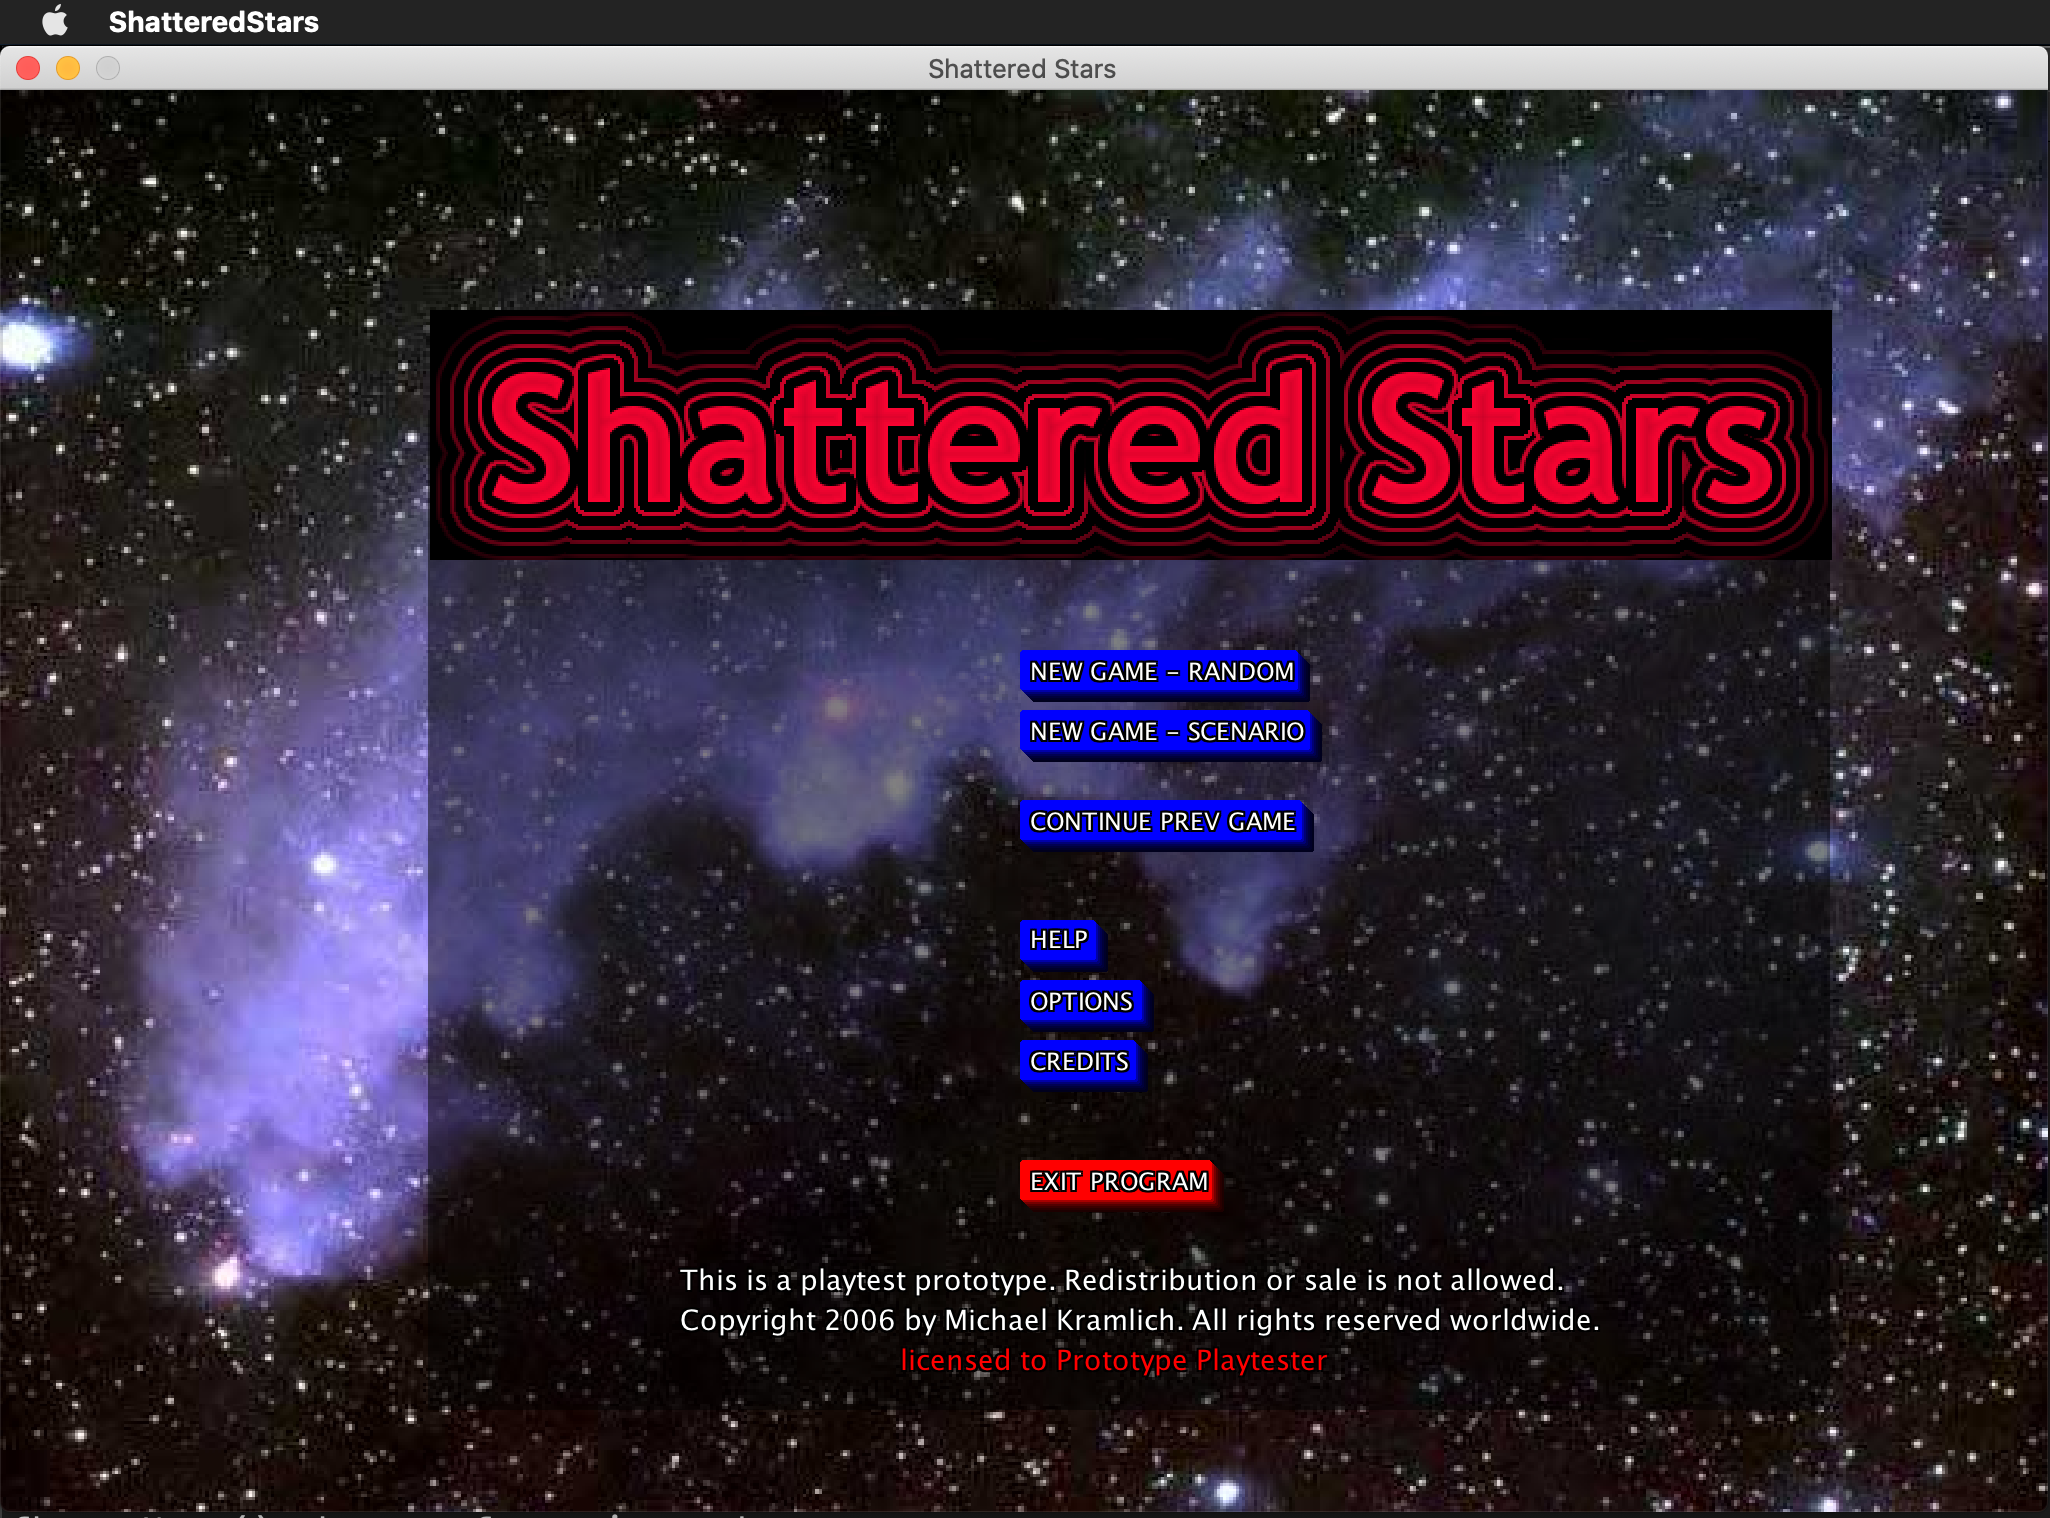 ShatteredStars
Shattered Stars
Shattered Stars
NEW GAME - RANDOM
NEW GAME - SCENARIO
CONTINUE PREV GAME
HELP
OPTIONS
CREDITS
EXIT PROGRAM
This is a playtest prototype. Redistribution or sale is not allowed.
Copyright 2006 by Michael Kramlich. All rights reserved worldwide.
licensed to Prototype Playtester